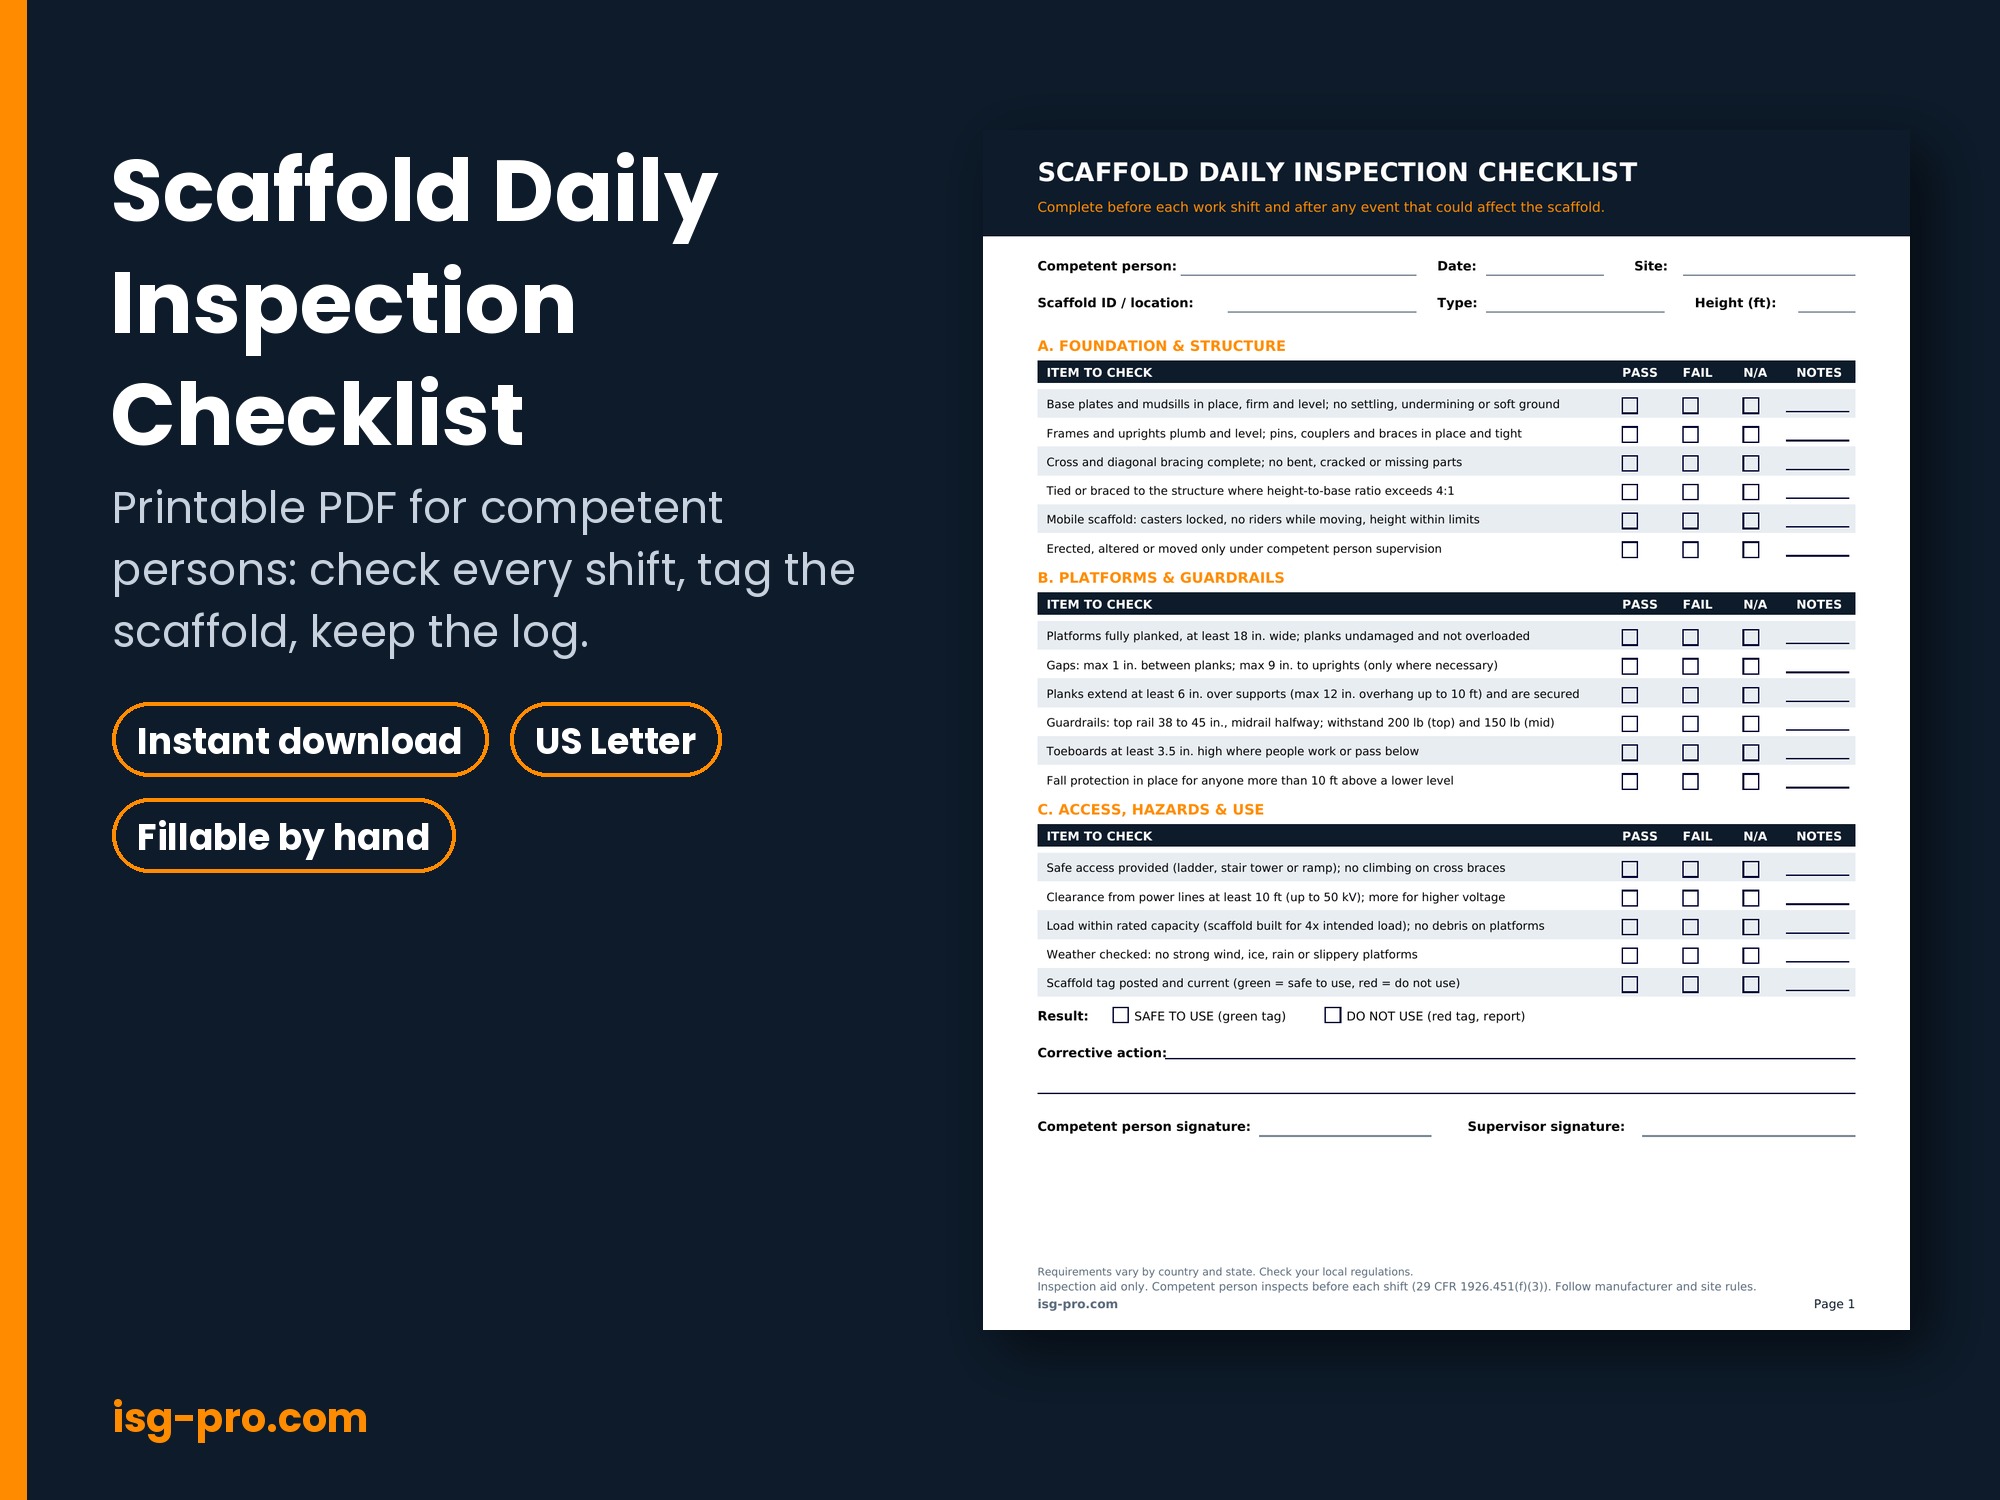 Scaffold Daily
Inspection
Checklist
Printable PDF for competent
persons: check every shift, tag the
scaffold, keep the log.
Instant download
US Letter
Fillable by hand
isg-pro.com
SCAFFOLD DAILY INSPECTION CHECKLIST
Complete before each work shift and after any event that could affect the scaffold.
Competent person: Date: Site:
Scaffold ID / location: Type: Height (ft):
A. FOUNDATION & STRUCTURE
ITEM TO CHECK PASS FAIL N/A NOTES
Base plates and mudsills in place, firm and level; no settling, undermining or soft ground
Frames and uprights plumb and level; pins, couplers and braces in place and tight
Cross and diagonal bracing complete; no bent, cracked or missing parts
Tied or braced to the structure where height-to-base ratio exceeds 4:1
Mobile scaffold: casters locked, no riders while moving, height within limits
Erected, altered or moved only under competent person supervision
B. PLATFORMS & GUARDRAILS
ITEM TO CHECK PASS FAIL N/A NOTES
Platforms fully planked, at least 18 in. wide; planks undamaged and not overloaded
Gaps: max 1 in. between planks; max 9 in. to uprights (only where necessary)
Planks extend at least 6 in. over supports (max 12 in. overhang up to 10 ft) and are secured
Guardrails: top rail 38 to 45 in., midrail halfway; withstand 200 lb (top) and 150 lb (mid)
Toeboards at least 3.5 in. high where people work or pass below
Fall protection in place for anyone more than 10 ft above a lower level
C. ACCESS, HAZARDS & USE
ITEM TO CHECK PASS FAIL N/A NOTES
Safe access provided (ladder, stair tower or ramp); no climbing on cross braces
Clearance from power lines at least 10 ft (up to 50 kV); more for higher voltage
Load within rated capacity (scaffold built for 4x intended load); no debris on platforms
Weather checked: no strong wind, ice, rain or slippery platforms
Scaffold tag posted and current (green = safe to use, red = do not use)
Result: SAFE TO USE (green tag) DO NOT USE (red tag, report)
Corrective action:
Competent person signature: Supervisor signature:
Requirements vary by country and state. Check your local regulations.
Inspection aid only. Competent person inspects before each shift (29 CFR 1926.451(f)(3)). Follow manufacturer and site rules.
isg-pro.com Page 1